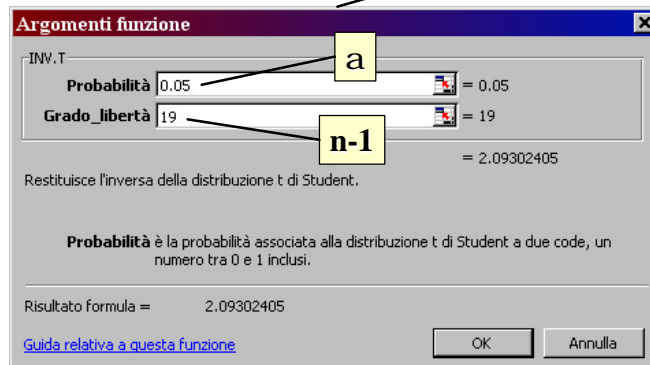 Argomenti funzione
INV.T
a
Probabilità 0.05 = 0.05
Grado_libertà 19 = 19
n-1
= 2.09302405
Restituisce l'inversa della distribuzione t di Student.
Probabilità è la probabilità associata alla distribuzione t di Student a due code, un
numero tra 0 e 1 inclusi.
Risultato formula = 2.09302405
Guida relativa a questa funzione OK Annulla